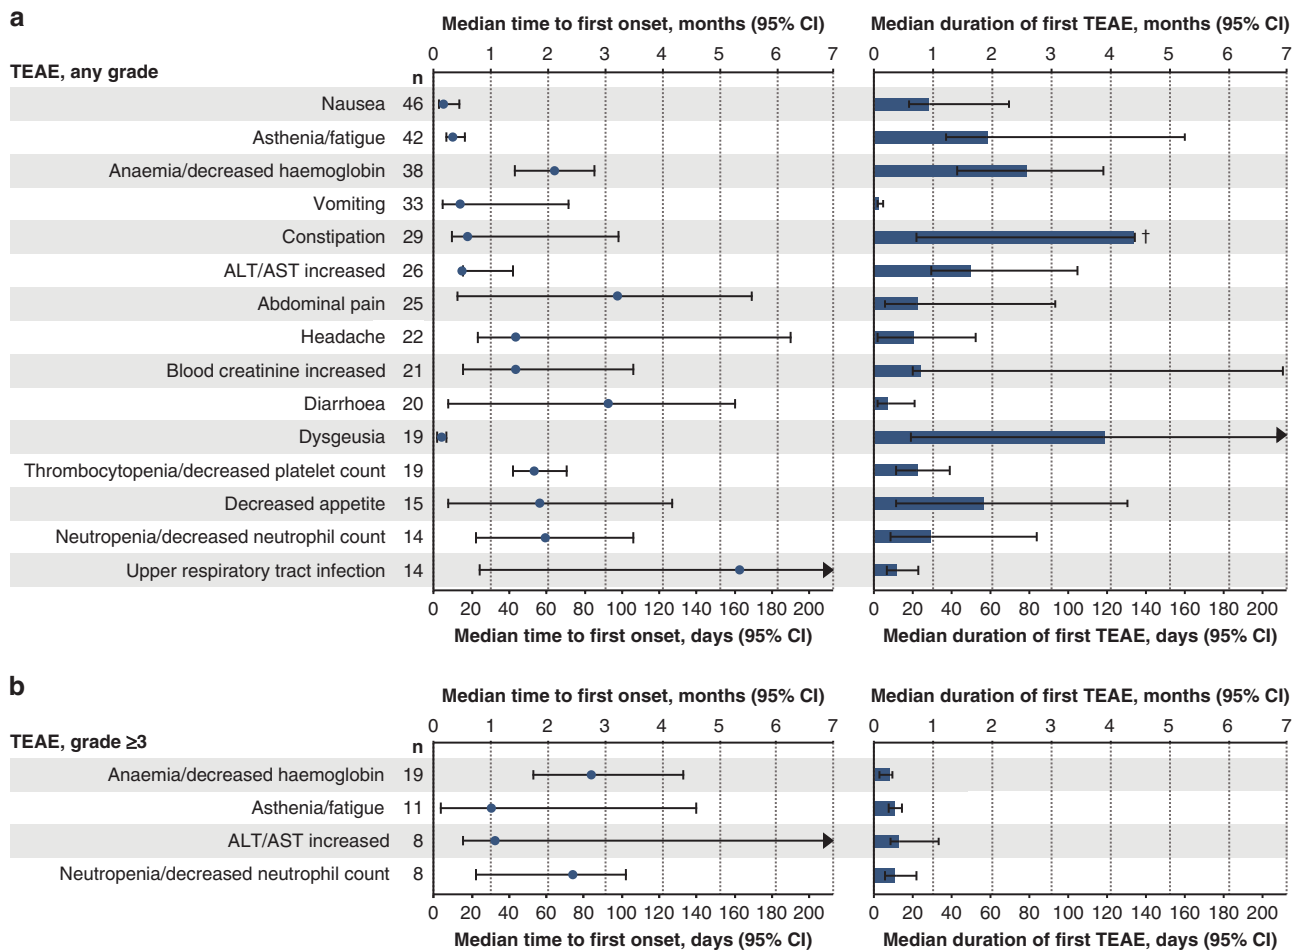 a
Median time to first onset, months (95% CI) Median duration of first TEAE, months (95% CI)
0 1 2 3 4 5 6 7 0 1 2 3 4 5 6 7
TEAE, any grade n
Nausea 46
Asthenia/fatigue 42
Anaemia/decreased haemoglobin 38
Vomiting 33
Constipation 29 †
ALT/AST increased 26
Abdominal pain 25
Headache 22
Blood creatinine increased 21
Diarrhoea 20
Dysgeusia 19
Thrombocytopenia/decreased platelet count 19
Decreased appetite 15
Neutropenia/decreased neutrophil count 14
Upper respiratory tract infection 14
0 20 40 60 80 100 120 140 160 180 200 0 20 40 60 80 100 120 140 160 180 200
Median time to first onset, days (95% CI) Median duration of first TEAE, days (95% CI)
b
Median time to first onset, months (95% CI) Median duration of first TEAE, months (95% CI)
0 1 2 3 4 5 6 7 0 1 2 3 4 5 6 7
TEAE, grade ≥3 n
Anaemia/decreased haemoglobin 19
Asthenia/fatigue 11
ALT/AST increased 8
Neutropenia/decreased neutrophil count 8
0 20 40 60 80 100 120 140 160 180 200 0 20 40 60 80 100 120 140 160 180 200
Median time to first onset, days (95% CI) Median duration of first TEAE, days (95% CI)